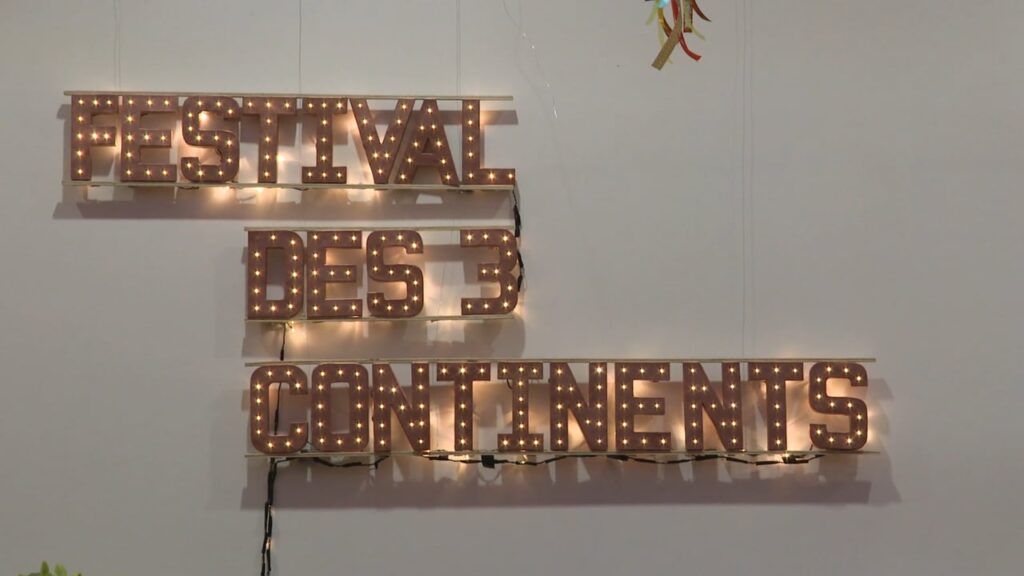 FESTIVAL
DES 3
CONTINENTS